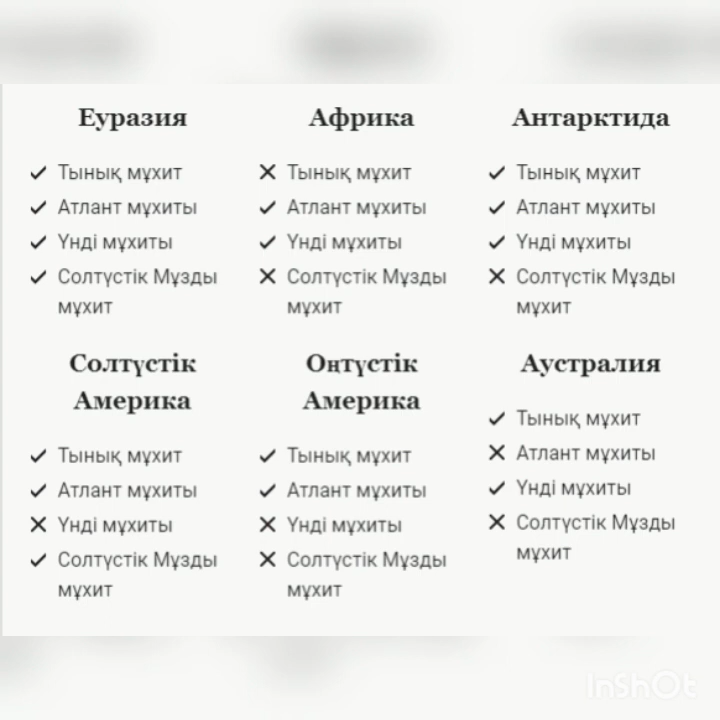 Еуразия
✓ Тынық мұхит
✓ Атлант мұхиты
✓ Үнді мұхиты
✓ Солтүстік Мұзды
мұхит
Африка
✕ Тынық мұхит
✓ Атлант мұхиты
✓ Үнді мұхиты
✕ Солтүстік Мұзды
мұхит
Антарктида
✓ Тынық мұхит
✓ Атлант мұхиты
✓ Үнді мұхиты
✕ Солтүстік Мұзды
мұхит
Солтүстік
Америка
✓ Тынық мұхит
✓ Атлант мұхиты
✕ Үнді мұхиты
✓ Солтүстік Мұзды
мұхит
Оңтүстік
Америка
✓ Тынық мұхит
✓ Атлант мұхиты
✕ Үнді мұхиты
✕ Солтүстік Мұзды
мұхит
Аустралия
✓ Тынық мұхит
✕ Атлант мұхиты
✓ Үнді мұхиты
✕ Солтүстік Мұзды
мұхит
InShOt